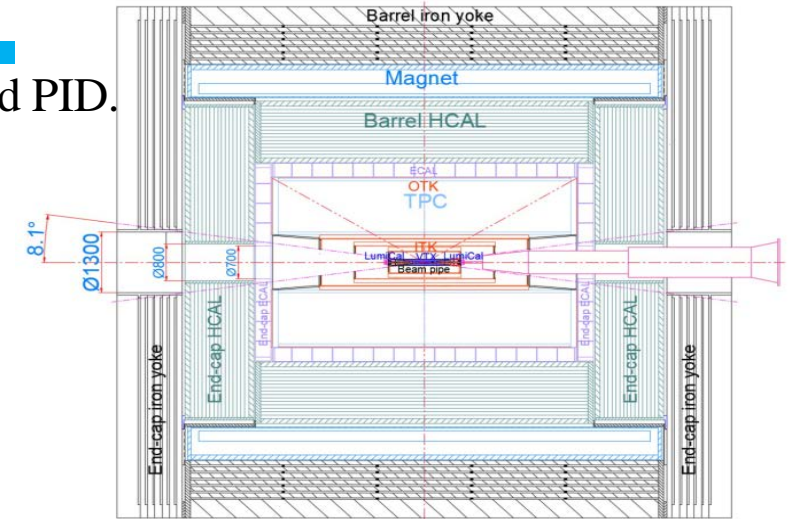 Barrel iron yoke
d PID.
Magnet
Barrel HCAL
ECAL
OTK
TPC
8.1°
Ø1300
Ø800
Ø700
ITK
LumiCal VTX LumiCal
Beam pipe
End-cap ECAL
End-cap ECAL
End-cap HCAL
End-cap HCAL
End-cap iron yoke
End-cap iron yoke